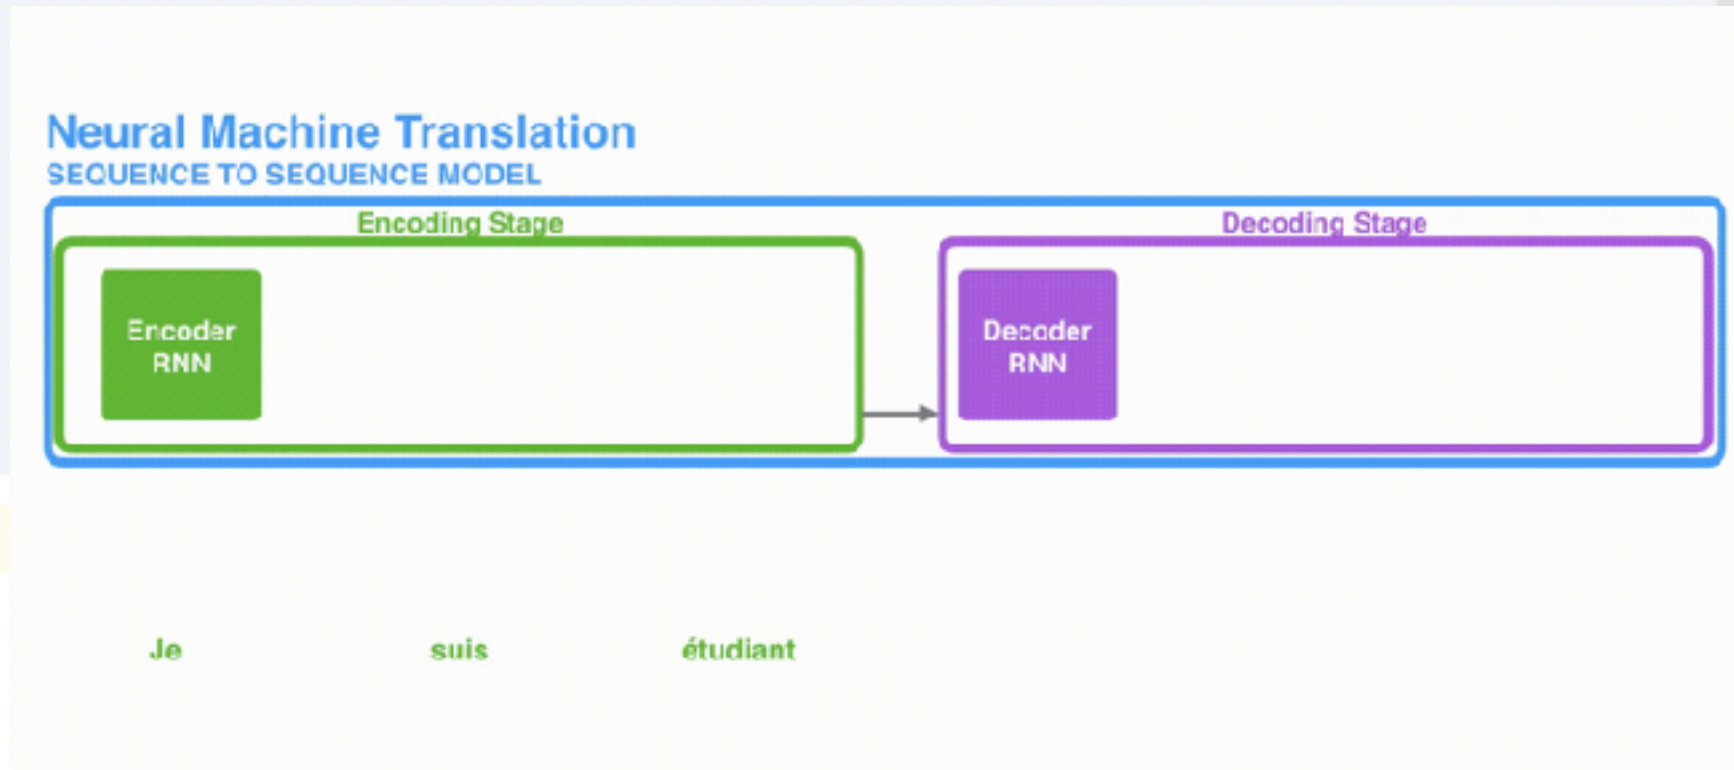 Neural Machine Translation
SEQUENCE TO SEQUENCE MODEL
Encoding Stage
Decoding Stage
Encoder
RNN
Decoder
RNN
Je suis étudiant